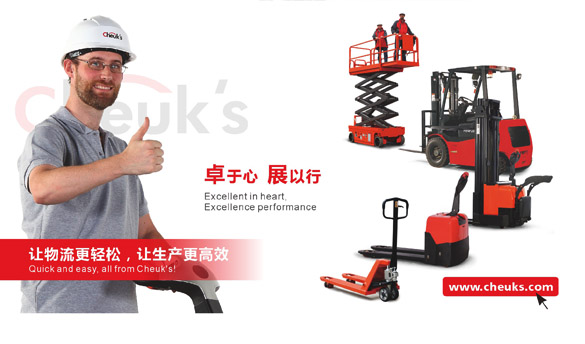 Cheuk's
Cheuk's
卓于心 展以行
Excellent in heart,
Excellence performance
让物流更轻松，让生产更高效
Quick and easy, all from Cheuk's!
www.cheuks.com